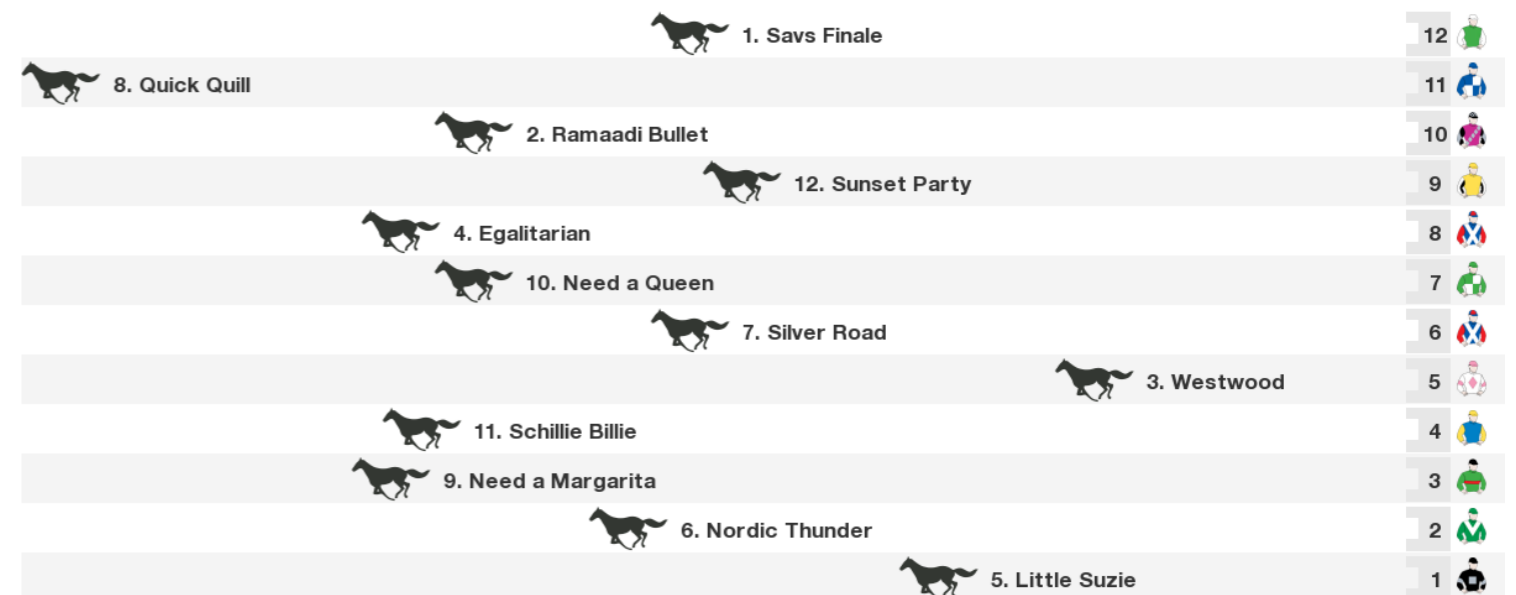 1. Savs Finale 12
8. Quick Quill 11
2. Ramaadi Bullet 10
12. Sunset Party 9
4. Egalitarian 8
10. Need a Queen 7
7. Silver Road 6
3. Westwood 5
11. Schillie Billie 4
9. Need a Margarita 3
6. Nordic Thunder 2
5. Little Suzie 1